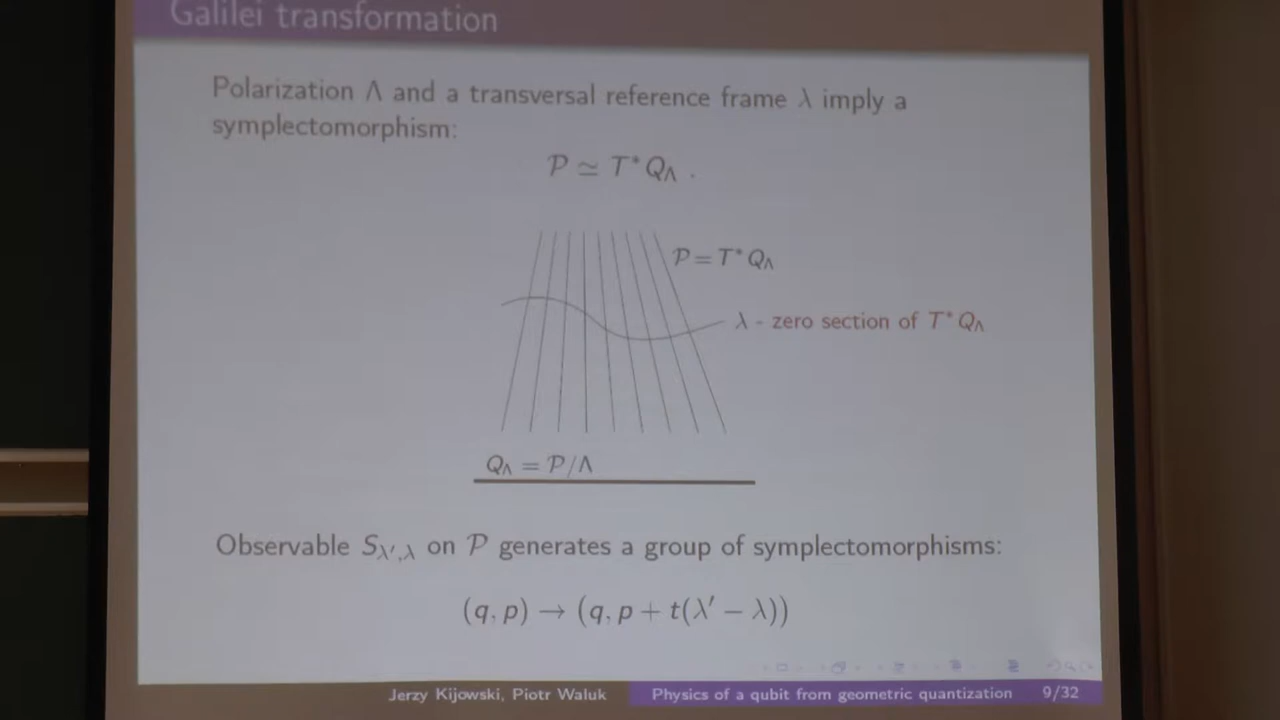 Galilei transformation
Polarization Λ and a transversal reference frame λ imply a
symplectomorphism:
𝒫 ≃ T*Q_Λ .
𝒫 = T*Q_Λ
λ - zero section of T*Q_Λ
Q_Λ = 𝒫/Λ
Observable S_{λ',λ} on 𝒫 generates a group of symplectomorphisms:
(q, p) → (q, p + t(λ' − λ))
Jerzy Kijowski, Piotr Waluk
Physics of a qubit from geometric quantization
9/32